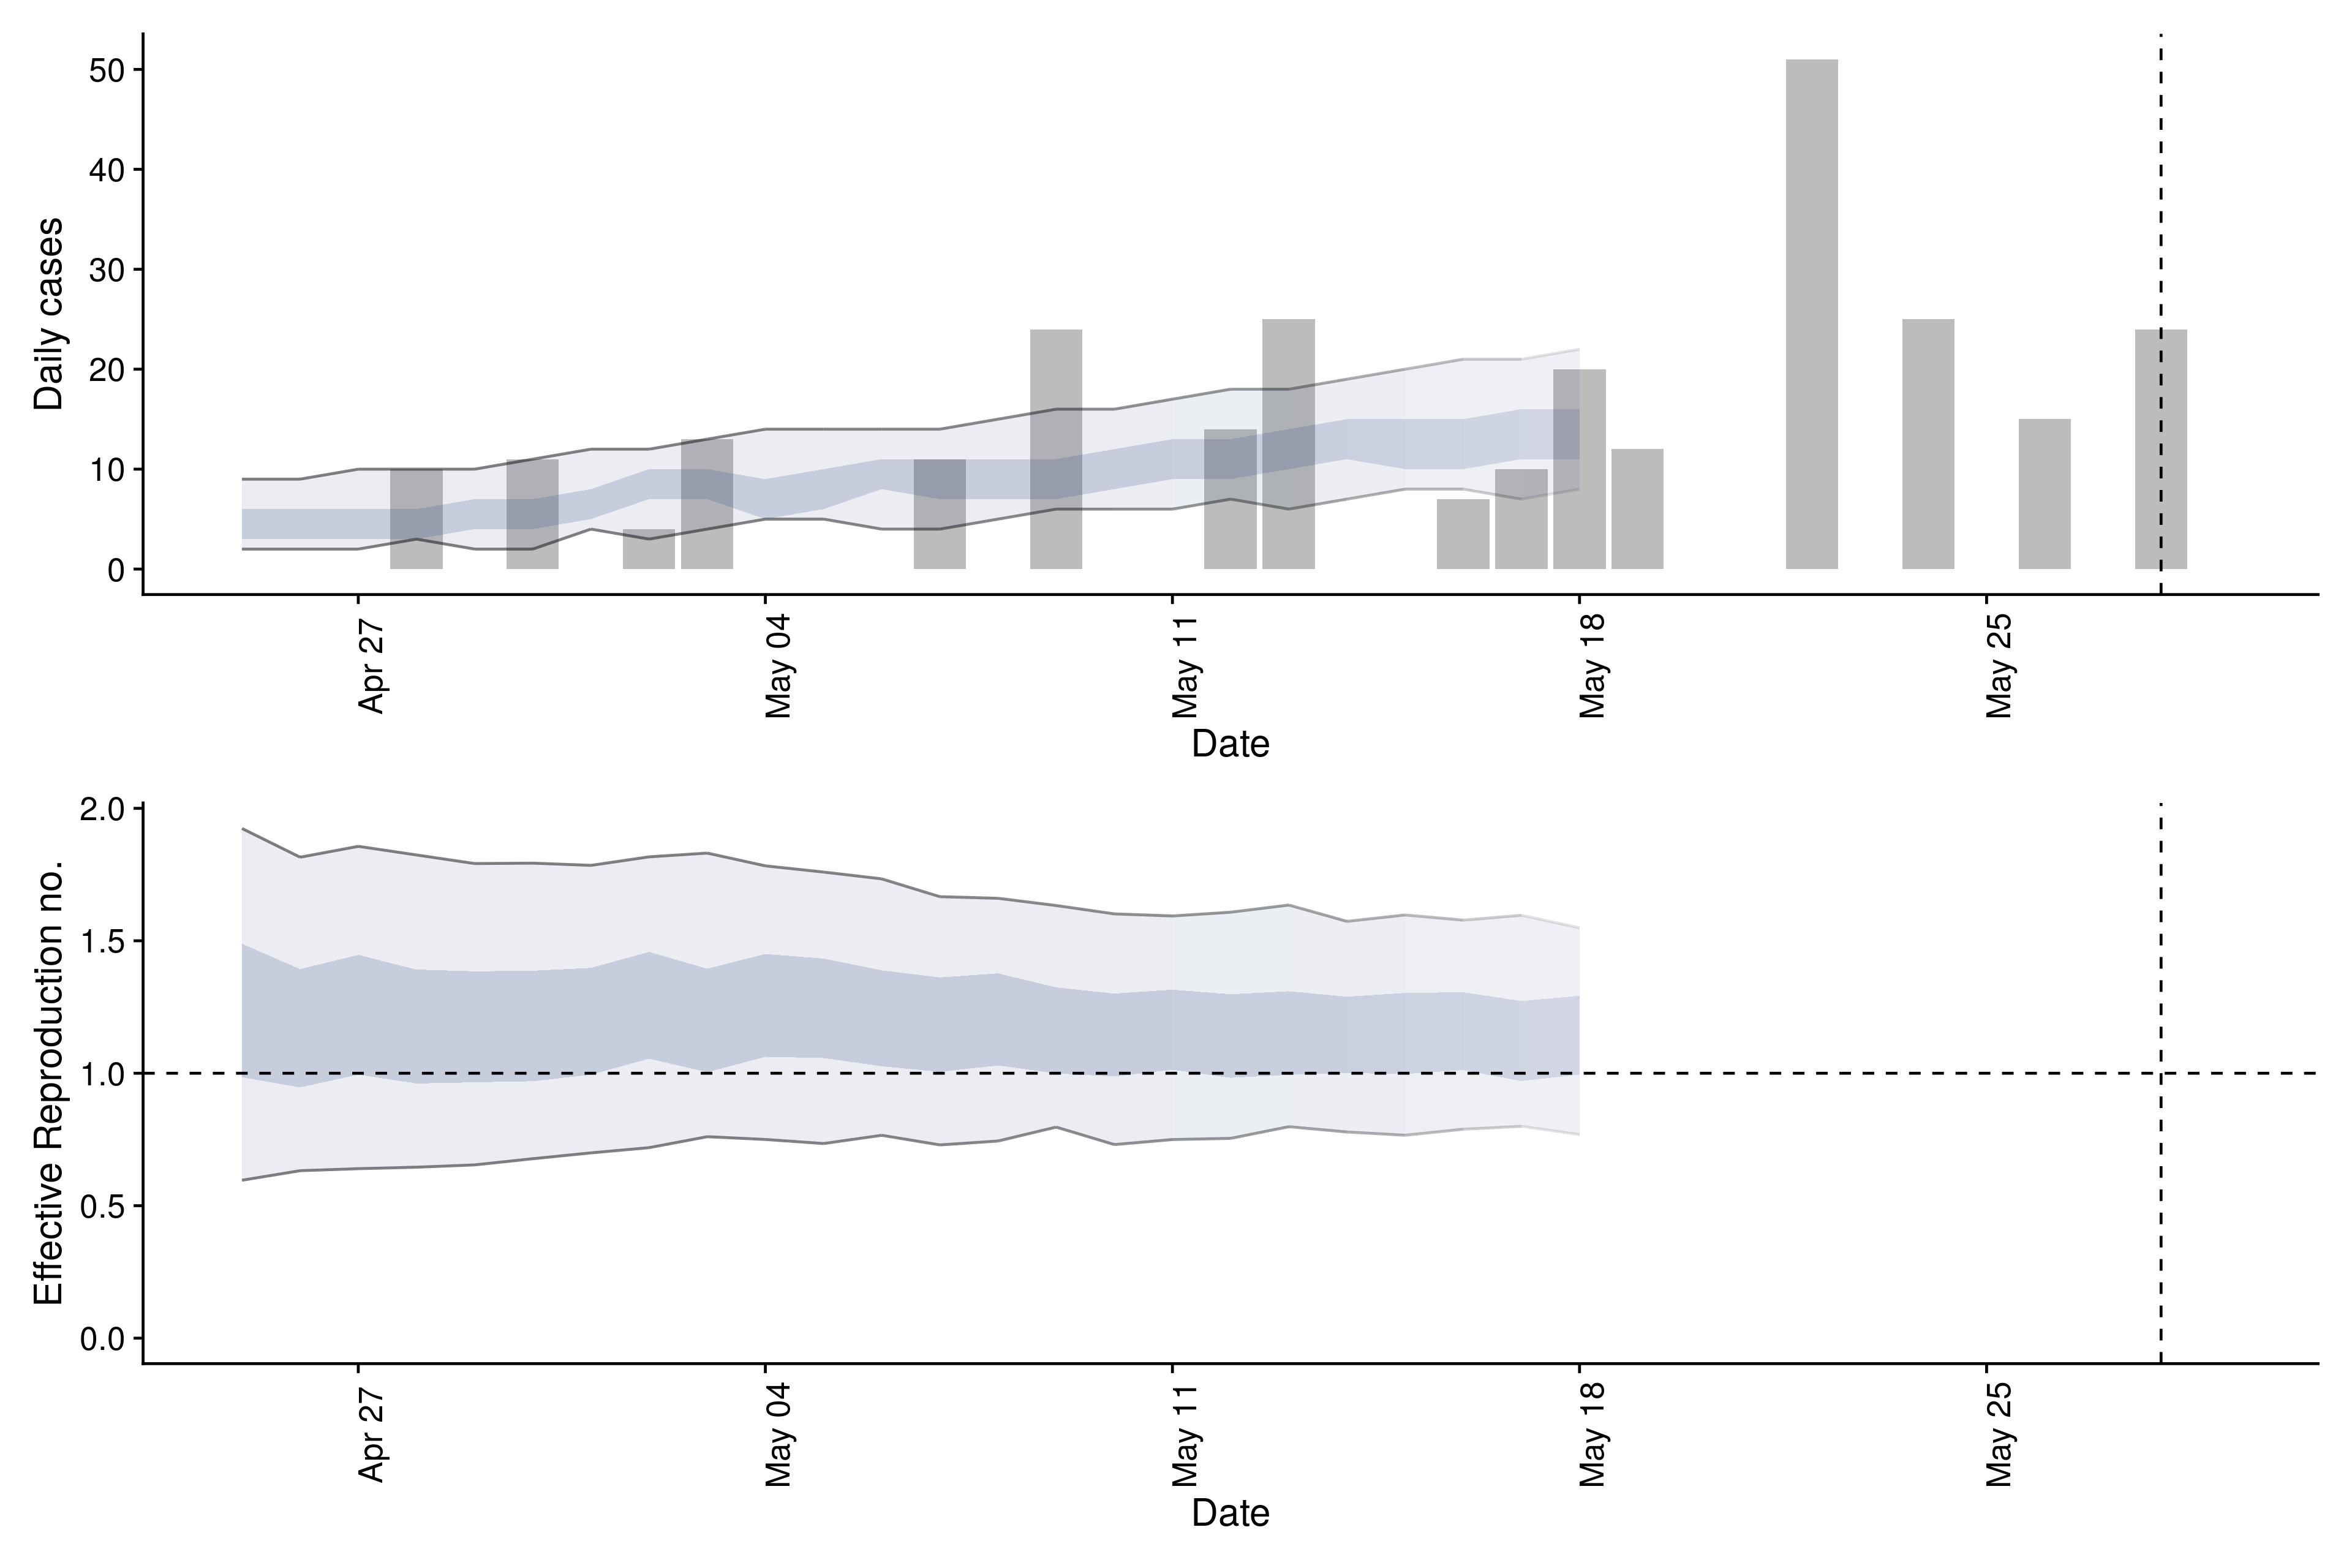 Daily cases
50
40
30
20
10
0
Apr 27
May 04
May 11
May 18
May 25
Date
Effective Reproduction no.
2.0
1.5
1.0
0.5
0.0
Apr 27
May 04
May 11
May 18
May 25
Date